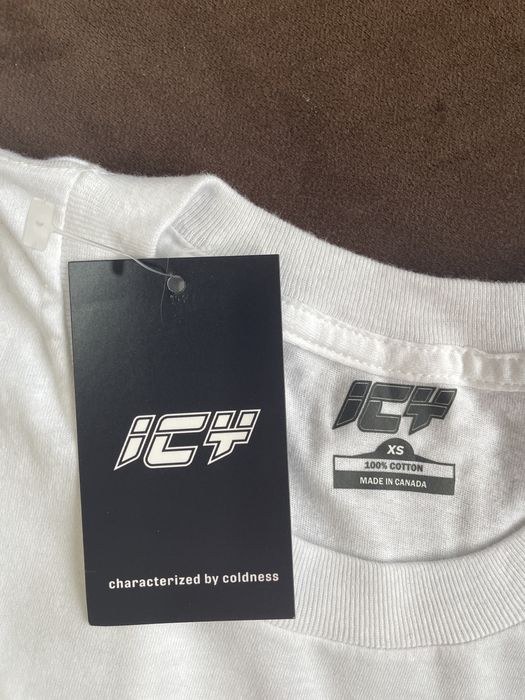 ICY
characterized by coldness
ICY
XS
100% COTTON
MADE IN CANADA